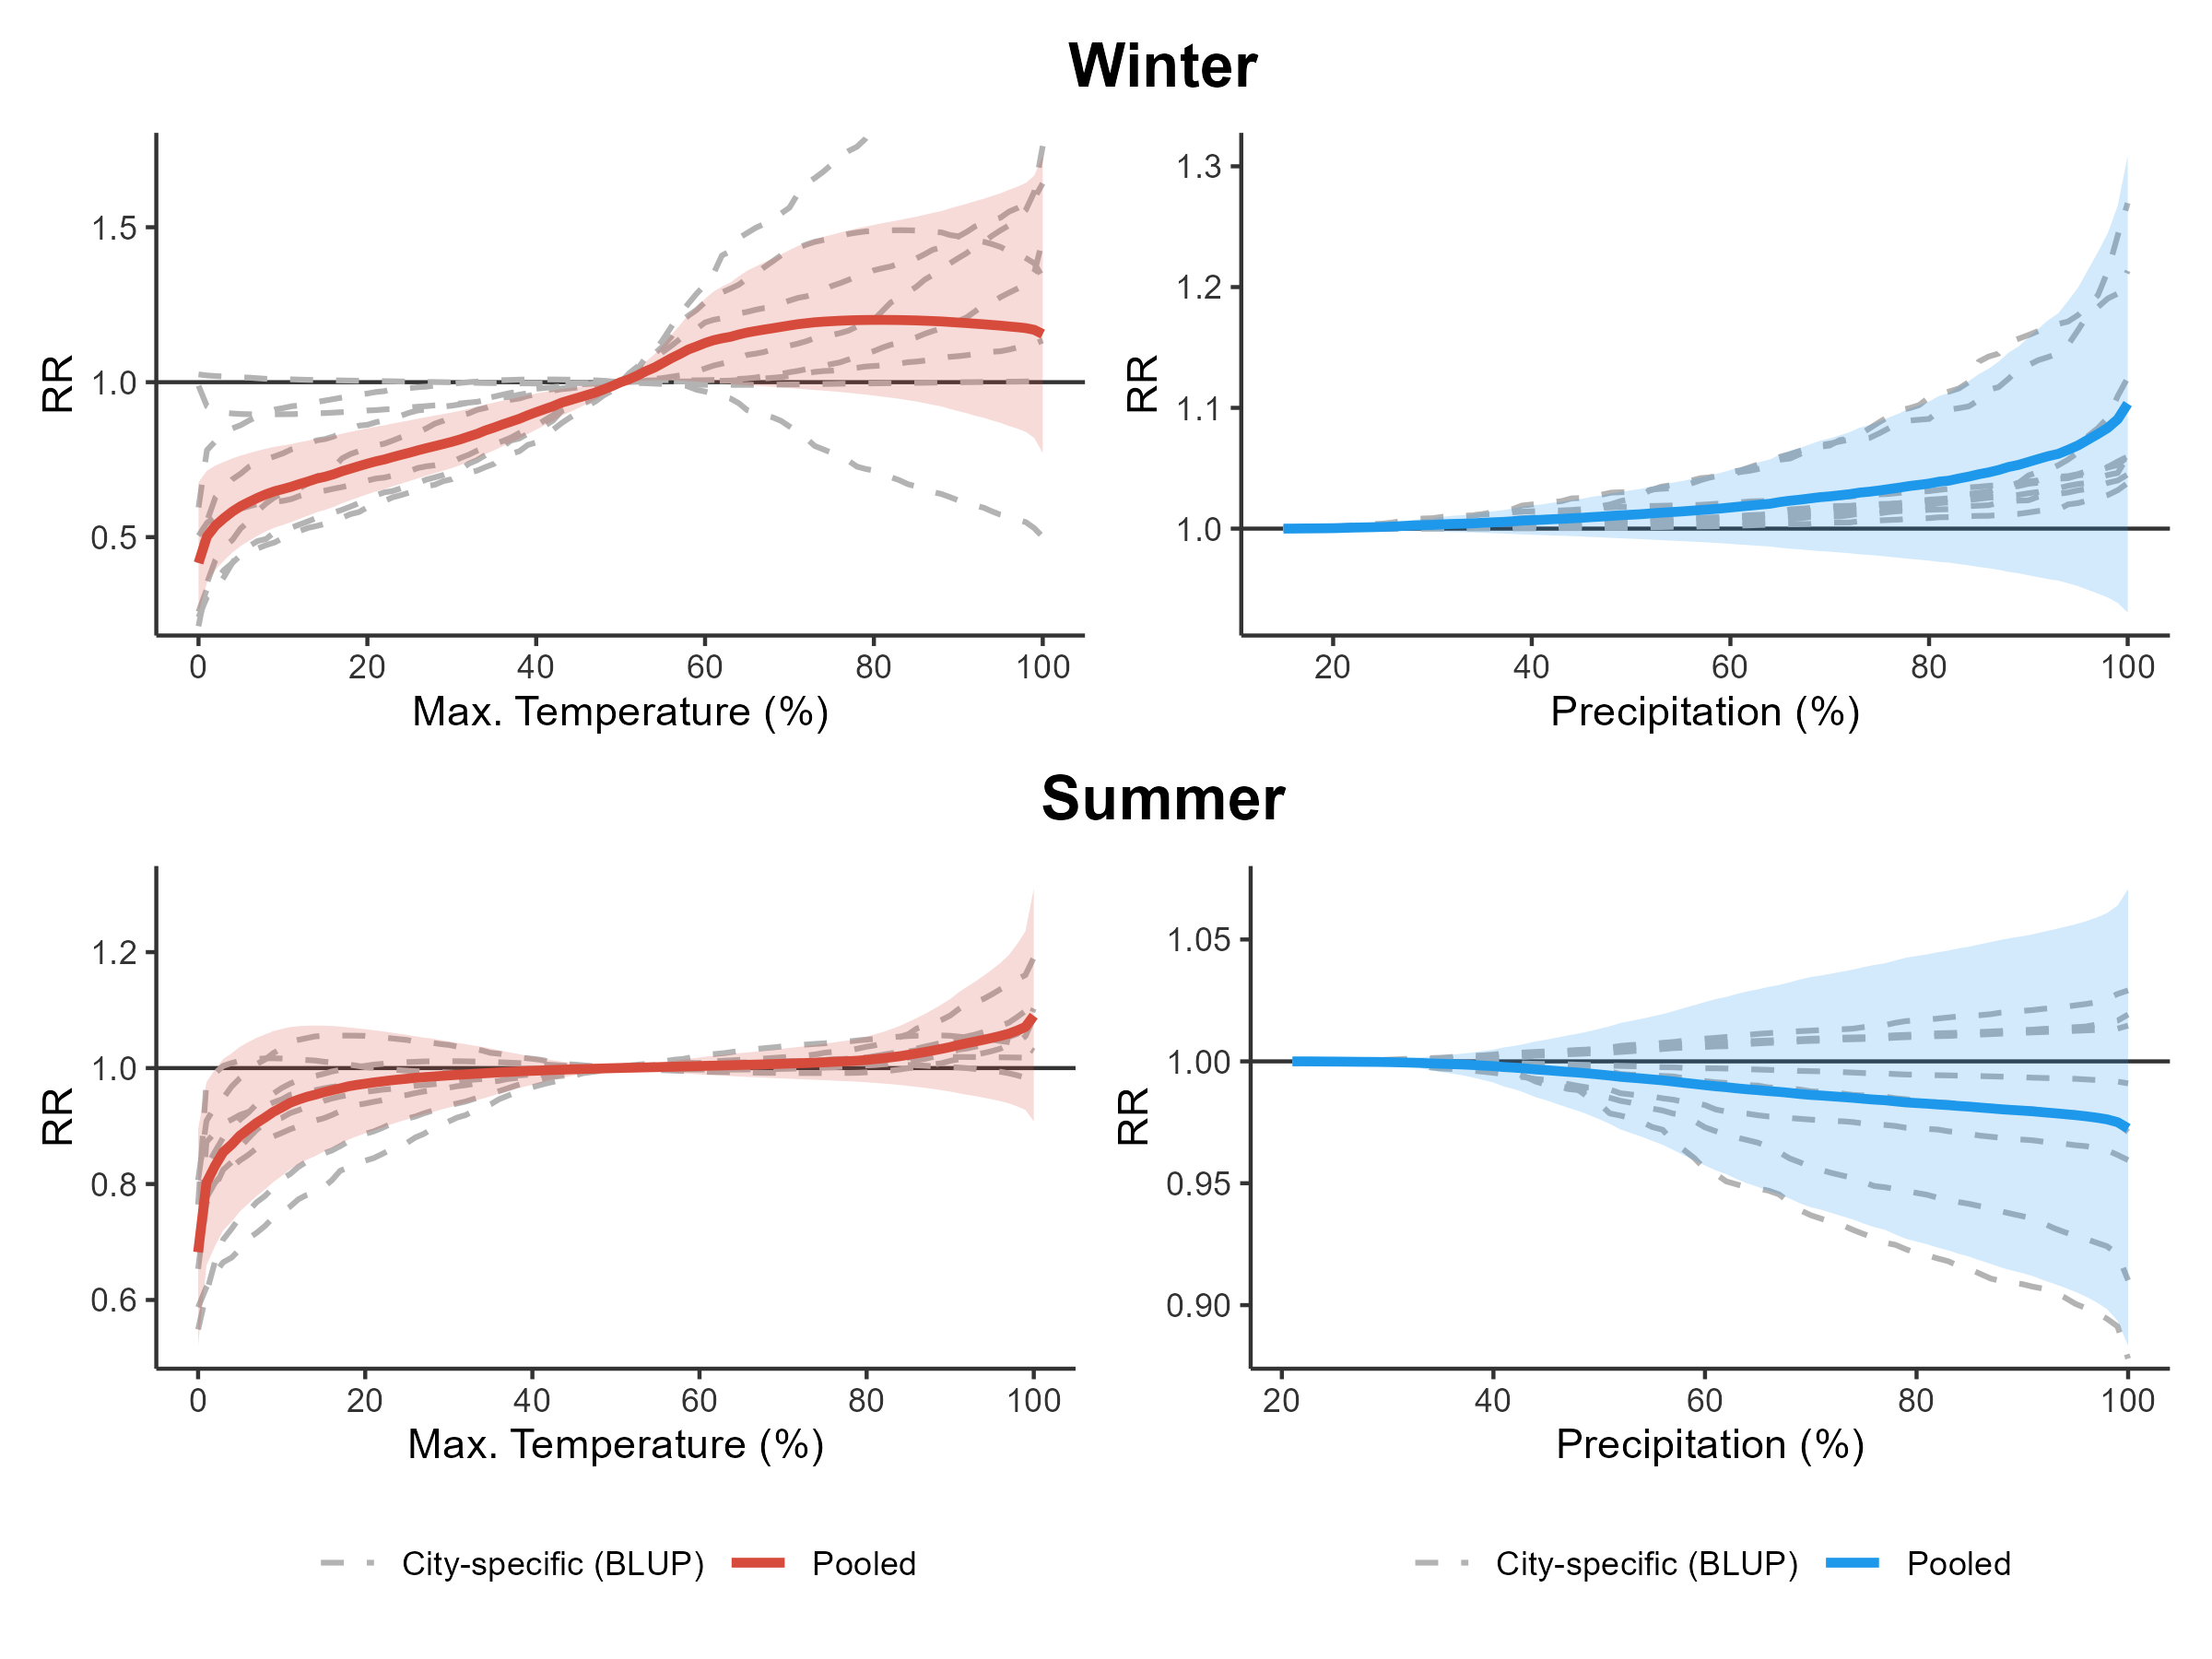 Winter
RR
1.5
1.0
0.5
0 20 40 60 80 100
Max. Temperature (%)
RR
1.3
1.2
1.1
1.0
20 40 60 80 100
Precipitation (%)
Summer
RR
1.2
1.0
0.8
0.6
0 20 40 60 80 100
Max. Temperature (%)
RR
1.05
1.00
0.95
0.90
20 40 60 80 100
Precipitation (%)
City-specific (BLUP) Pooled
City-specific (BLUP) Pooled